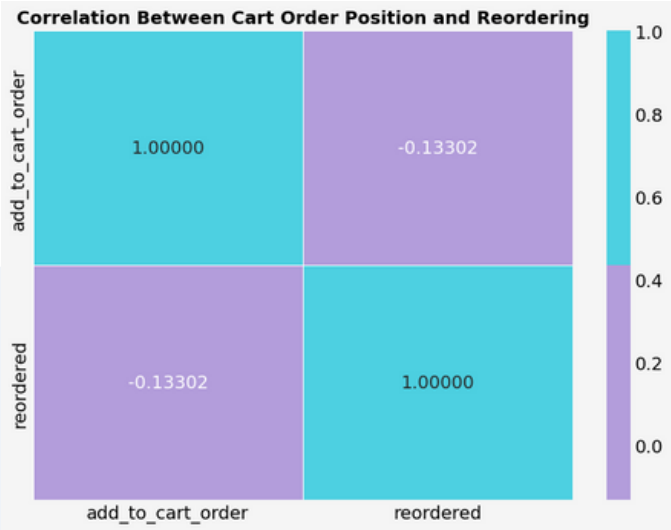 Correlation Between Cart Order Position and Reordering
add_to_cart_order
1.00000
-0.13302
reordered
-0.13302
1.00000
add_to_cart_order
reordered
1.0
0.8
0.6
0.4
0.2
0.0